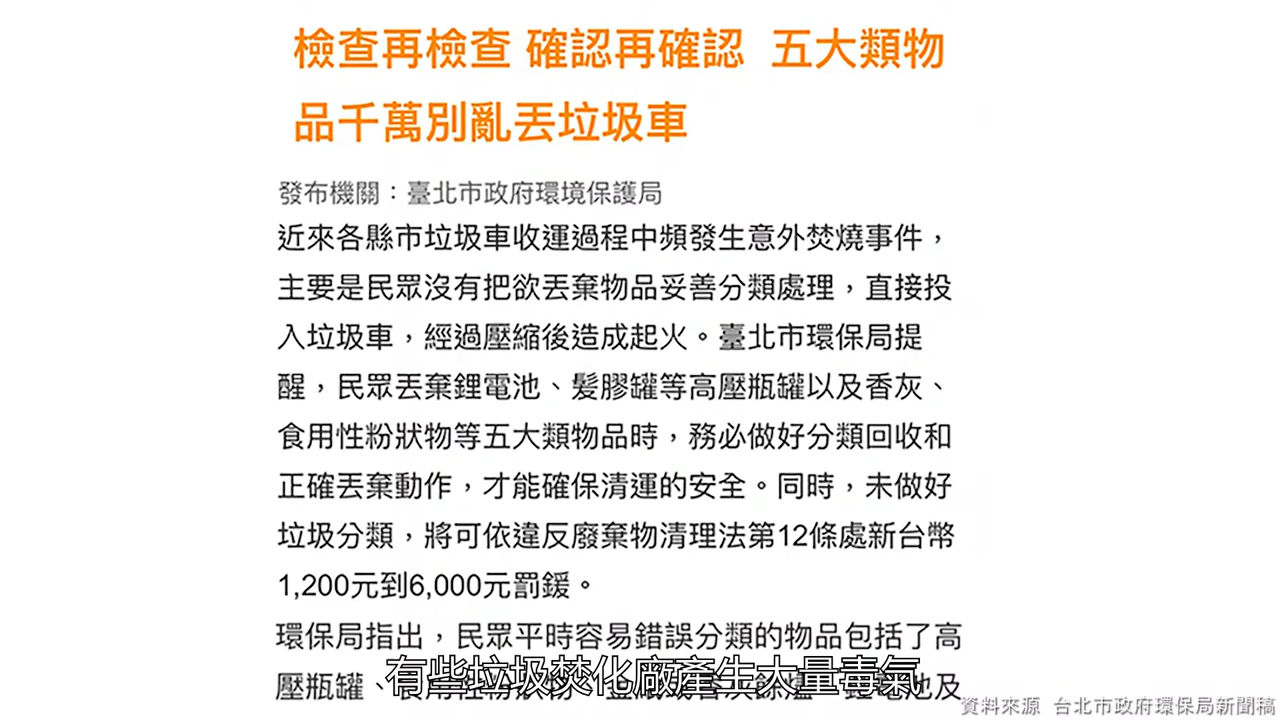 檢查再檢查 確認再確認 五大類物
品千萬別亂丟垃圾車
發布機關：臺北市政府環境保護局
近來各縣市垃圾車收運過程中頻發生意外焚燒事件，
主要是民眾沒有把欲丟棄物品妥善分類處理，直接投
入垃圾車，經過壓縮後造成起火。臺北市環保局提
醒，民眾丟棄鋰電池、髮膠罐等高壓瓶罐以及香灰、
食用性粉狀物等五大類物品時，務必做好分類回收和
正確丟棄動作，才能確保清運的安全。同時，未做好
垃圾分類，將可依違反廢棄物清理法第12條處新台幣
1,200元到6,000元罰鍰。
環保局指出，民眾平時容易錯誤分類的物品包括了高
壓瓶罐、
電池及
有些垃圾焚化廠產生大量毒氣
資料來源 台北市政府環保局新聞稿